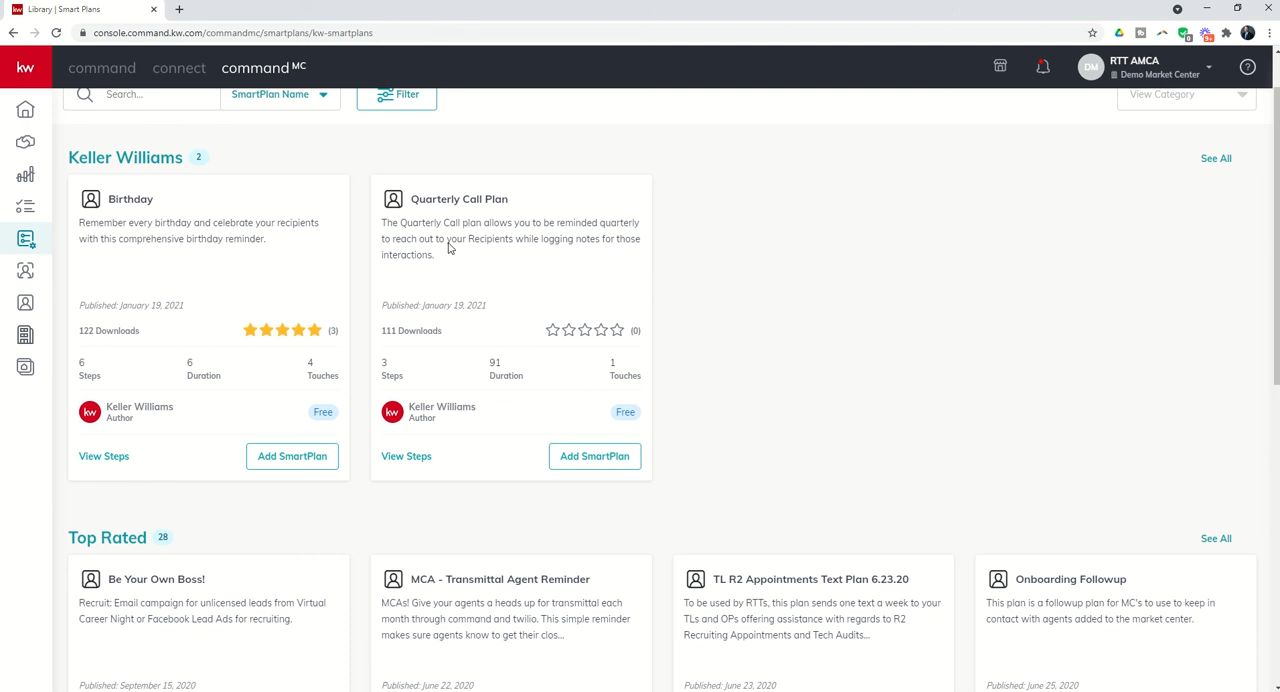 kw Library | Smart Plans
console.command.kw.com/commandmc/smartplans/kw-smartplans
9+
kw command connect command MC
DM RTT AMCA
Demo Market Center
Search... SmartPlan Name Filter View Category
Keller Williams 2 See All
Birthday
Remember every birthday and celebrate your recipients
with this comprehensive birthday reminder.
Published: January 19, 2021
122 Downloads (3)
6 6 4
Steps Duration Touches
kw Keller Williams Free
Author
View Steps Add SmartPlan
Quarterly Call Plan
The Quarterly Call plan allows you to be reminded quarterly
to reach out to your Recipients while logging notes for those
interactions.
Published: January 19, 2021
111 Downloads (0)
3 91 1
Steps Duration Touches
kw Keller Williams Free
Author
View Steps Add SmartPlan
Top Rated 28 See All
Be Your Own Boss!
Recruit: Email campaign for unlicensed leads from Virtual
Career Night or Facebook Lead Ads for recruiting.
Published: September 15, 2020
MCA - Transmittal Agent Reminder
MCAs! Give your agents a heads up for transmittal each
month through command and twilio. This simple reminder
makes sure agents know to get their clos...
Published: June 22, 2020
TL R2 Appointments Text Plan 6.23.20
To be used by RTTs, this plan sends one text a week to your
TLs and OPs offering assistance with regards to R2
Recruiting Appointments and Tech Audits...
Published: June 23, 2020
Onboarding Followup
This plan is a followup plan for MC's to use to keep in
contact with agents added to the market center.
Published: June 25, 2020